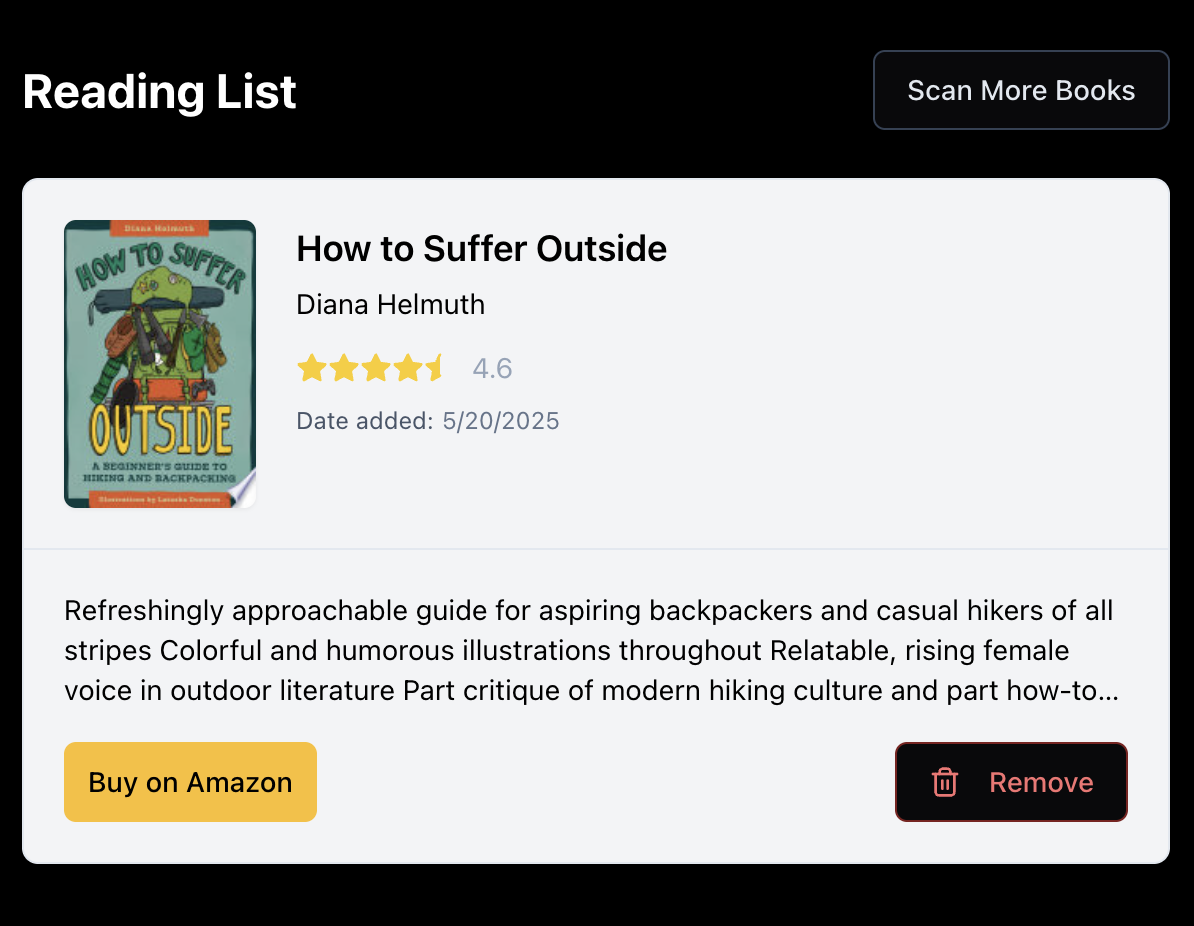 Reading List
Scan More Books
Diana Helmuth
HOW TO SUFFER
OUTSIDE
A BEGINNER'S GUIDE TO
HIKING AND BACKPACKING
Illustrations by Latasha
How to Suffer Outside
Diana Helmuth
4.6
Date added: 5/20/2025
Refreshingly approachable guide for aspiring backpackers and casual hikers of all
stripes Colorful and humorous illustrations throughout Relatable, rising female
voice in outdoor literature Part critique of modern hiking culture and part how-to...
Buy on Amazon
Remove